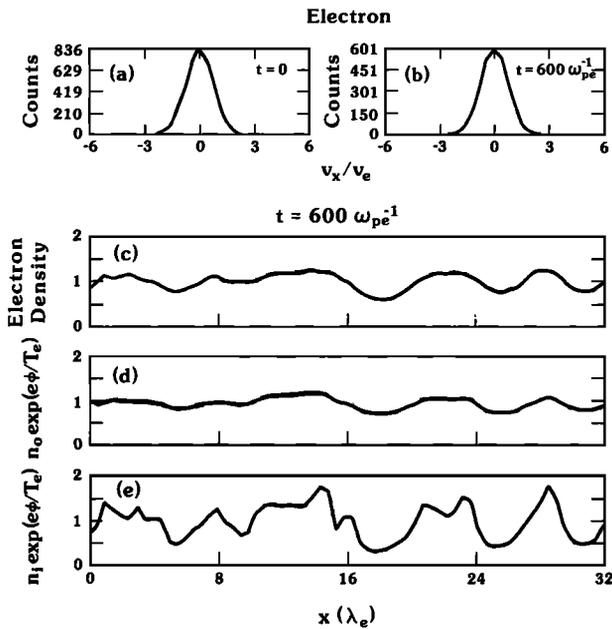 Electron
Counts
836
629
419
210
0
(a)
t = 0
-6
-3
0
3
6
Counts
601
451
301
150
0
(b)
t = 600 ω_pe^-1
-6
-3
0
3
6
v_x/v_e
t = 600 ω_pe^-1
Electron
Density
2
1
0
(c)
n_o exp(eφ/T_e)
2
1
0
(d)
n_i exp(eφ/T_e)
2
1
0
(e)
0
8
16
24
32
x (λ_e)